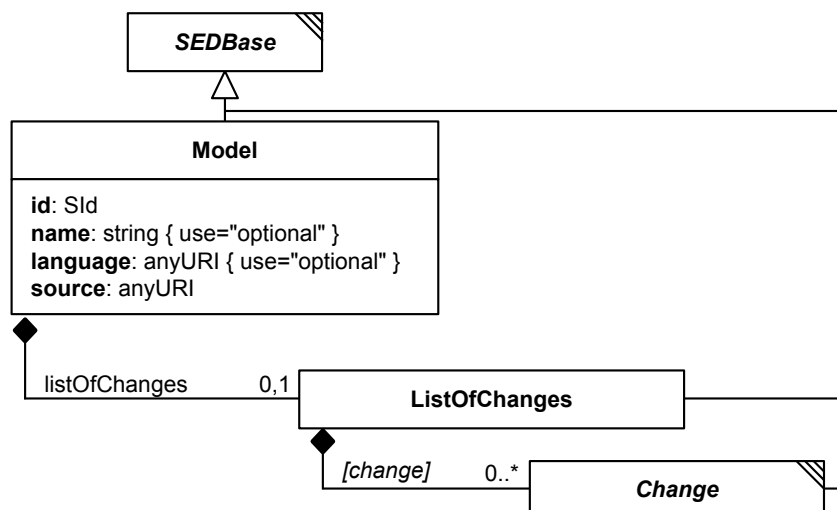 SEDBase
Model
id: SId
name: string { use="optional" }
language: anyURI { use="optional" }
source: anyURI
listOfChanges 0,1
ListOfChanges
[change] 0..*
Change